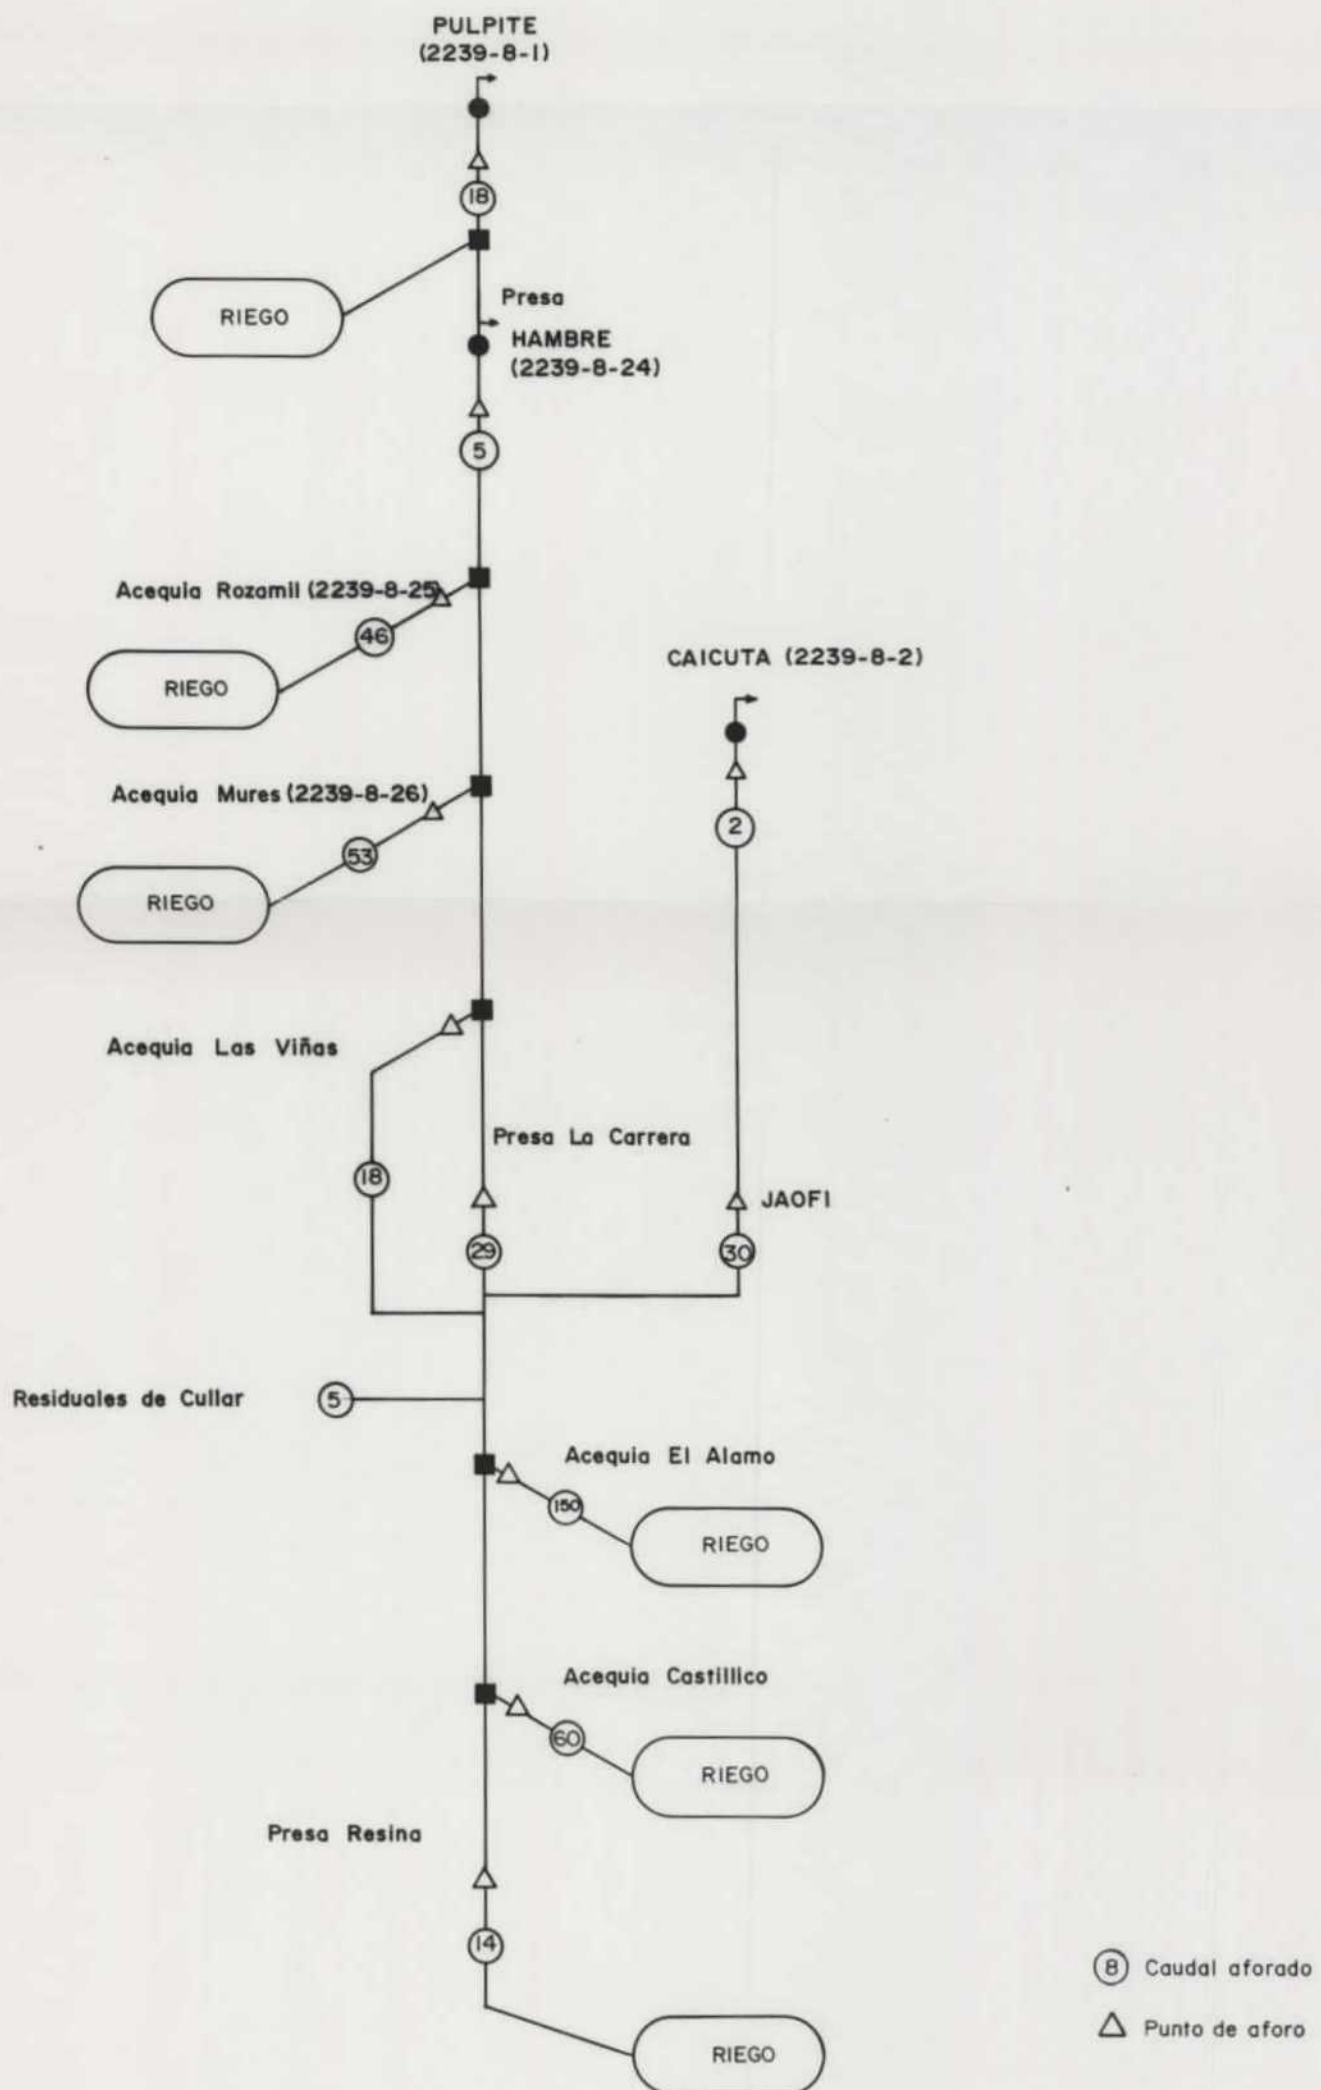 PULPITE
(2239-8-1)
18
RIEGO
Presa
HAMBRE
(2239-8-24)
5
Acequia Rozamil (2239-8-25)
46
RIEGO
CAICUTA (2239-8-2)
Acequia Mures (2239-8-26)
2
53
RIEGO
Acequia Las Viñas
Presa La Carrera
18
JAOFI
29
30
Residuales de Cullar
5
Acequia El Alamo
150
RIEGO
Acequia Castillico
60
RIEGO
Presa Resina
14
8 Caudal aforado
Punto de aforo
RIEGO